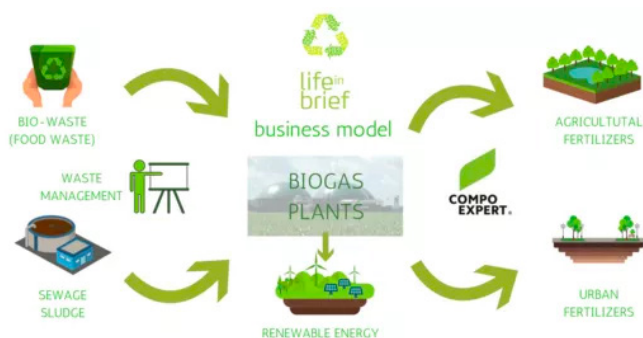 life in
brief
business model
BIO-WASTE
(FOOD WASTE)
WASTE
MANAGEMENT
SEWAGE
SLUDGE
BIOGAS
PLANTS
RENEWABLE ENERGY
COMPO
EXPERT®
AGRICULTUTAL
FERTILIZERS
URBAN
FERTILIZERS